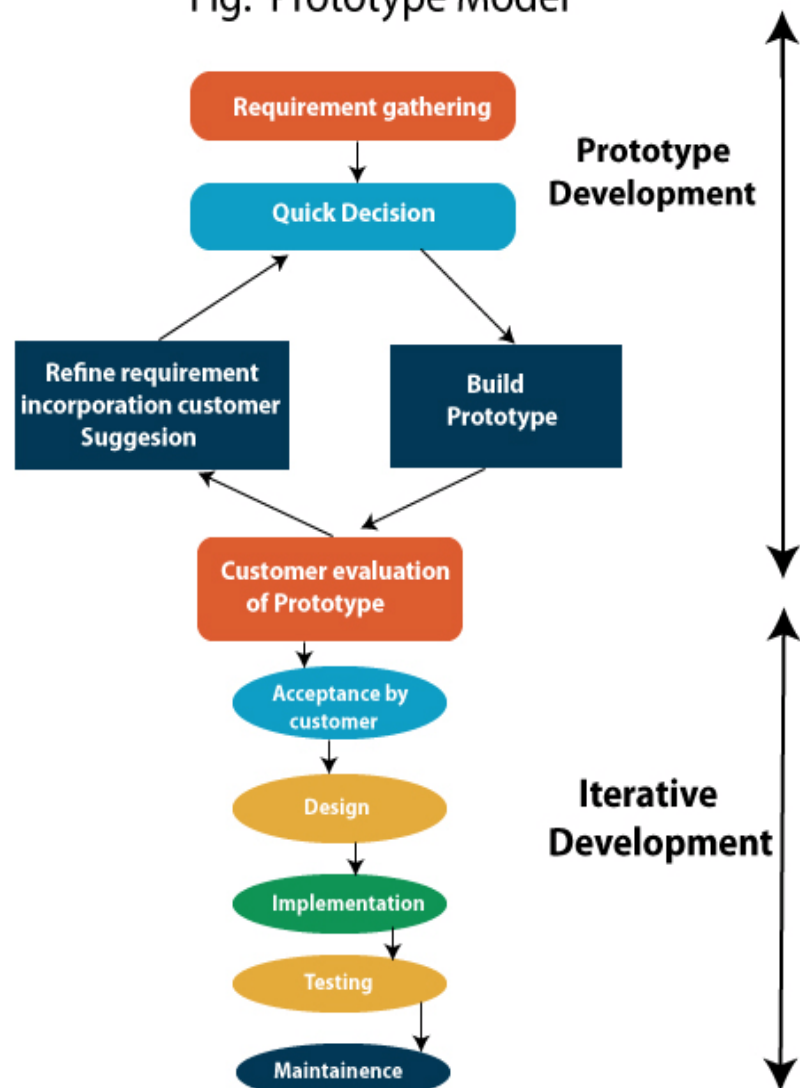 Fig. Prototype Model
Requirement gathering
Prototype
Development
Quick Decision
Refine requirement
incorporation customer
Suggesion
Build
Prototype
Customer evaluation
of Prototype
Acceptance by
customer
Design
Iterative
Development
Implementation
Testing
Maintainence